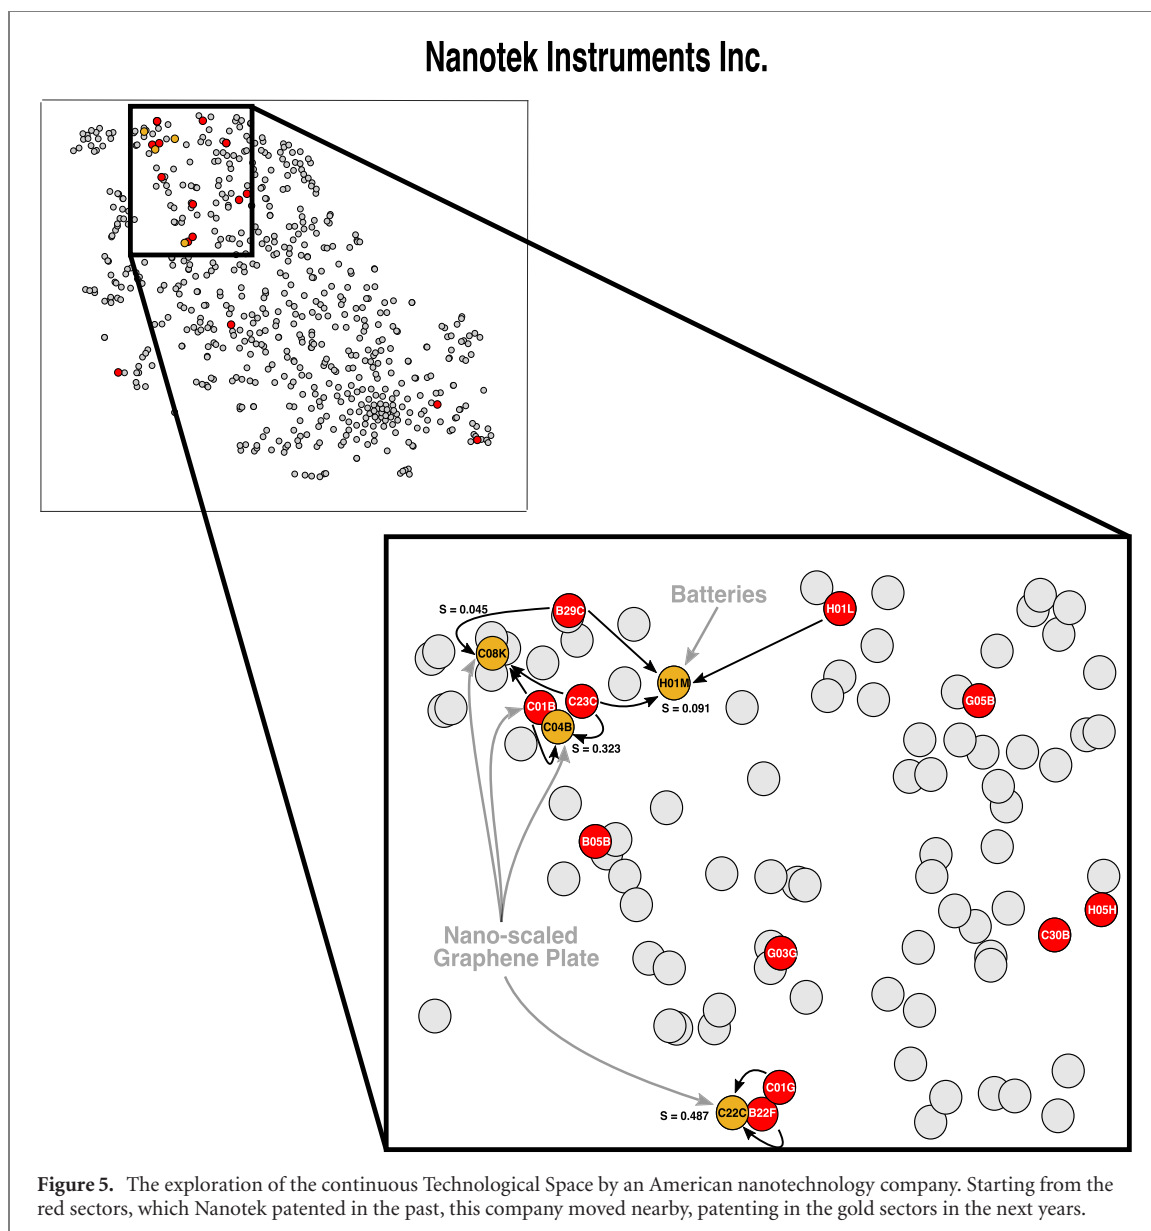 Nanotek Instruments Inc.
Batteries
S = 0.045
B29C
H01L
C08K
H01M
S = 0.091
C01B
C23C
G05B
C04B
S = 0.323
B05B
H05H
C30B
Nano-scaled
Graphene Plate
G03G
C01G
S = 0.487
C22C
B22F
Figure 5. The exploration of the continuous Technological Space by an American nanotechnology company. Starting from the
red sectors, which Nanotek patented in the past, this company moved nearby, patenting in the gold sectors in the next years.